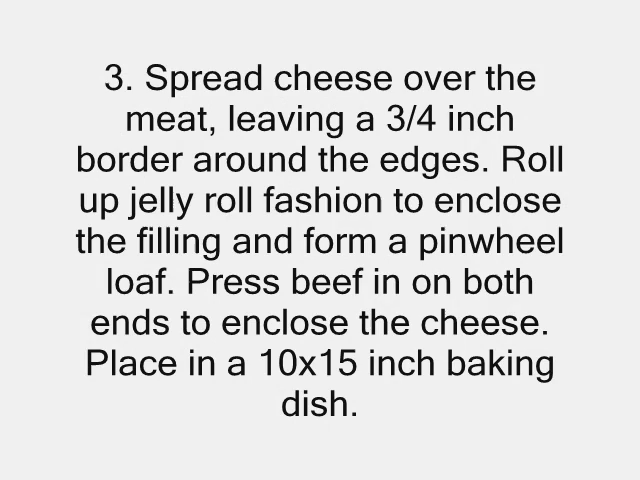 3. Spread cheese over the
meat, leaving a 3/4 inch
border around the edges. Roll
up jelly roll fashion to enclose
the filling and form a pinwheel
loaf. Press beef in on both
ends to enclose the cheese.
Place in a 10x15 inch baking
dish.